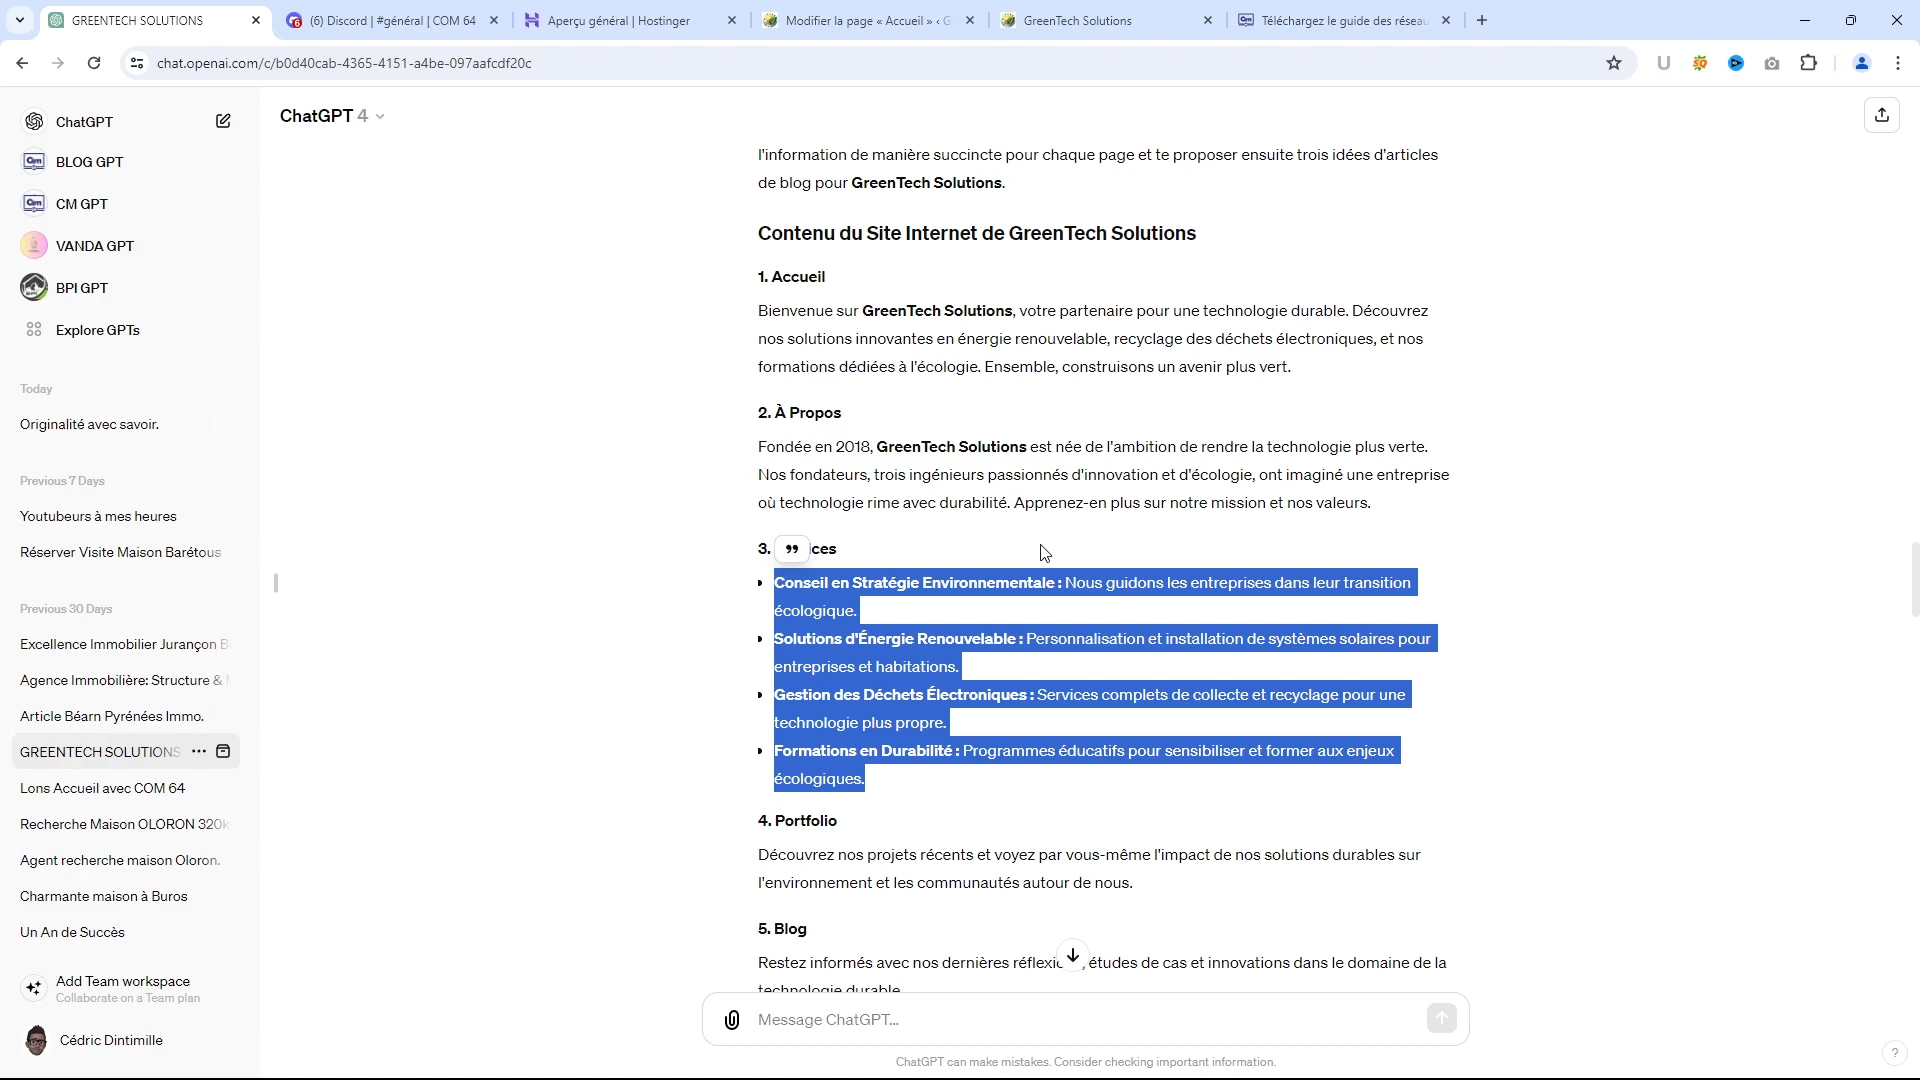 GREENTECH SOLUTIONS
(6) Discord | #général | COM 64
Aperçu général | Hostinger
Modifier la page « Accueil » ‹ G
GreenTech Solutions
Téléchargez le guide des réseau
chat.openai.com/c/b0d40cab-4365-4151-a4be-097aafcdf20c
ChatGPT
BLOG GPT
CM GPT
VANDA GPT
BPI GPT
Explore GPTs
Today
Originalité avec savoir.
Previous 7 Days
Youtubeurs à mes heures
Réserver Visite Maison Barétous
Previous 30 Days
Excellence Immobilier Jurançon B
Agence Immobilière: Structure &
Article Béarn Pyrénées Immo.
GREENTECH SOLUTIONS
Lons Accueil avec COM 64
Recherche Maison OLORON 320k
Agent recherche maison Oloron.
Charmante maison à Buros
Un An de Succès
Add Team workspace
Collaborate on a Team plan
Cédric Dintimille
ChatGPT 4
l'information de manière succincte pour chaque page et te proposer ensuite trois idées d'articles
de blog pour GreenTech Solutions.
Contenu du Site Internet de GreenTech Solutions
1. Accueil
Bienvenue sur GreenTech Solutions, votre partenaire pour une technologie durable. Découvrez
nos solutions innovantes en énergie renouvelable, recyclage des déchets électroniques, et nos
formations dédiées à l'écologie. Ensemble, construisons un avenir plus vert.
2. À Propos
Fondée en 2018, GreenTech Solutions est née de l'ambition de rendre la technologie plus verte.
Nos fondateurs, trois ingénieurs passionnés d'innovation et d'écologie, ont imaginé une entreprise
où technologie rime avec durabilité. Apprenez-en plus sur notre mission et nos valeurs.
3. ices
• Conseil en Stratégie Environnementale : Nous guidons les entreprises dans leur transition
écologique.
• Solutions d'Énergie Renouvelable : Personnalisation et installation de systèmes solaires pour
entreprises et habitations.
• Gestion des Déchets Électroniques : Services complets de collecte et recyclage pour une
technologie plus propre.
• Formations en Durabilité : Programmes éducatifs pour sensibiliser et former aux enjeux
écologiques.
4. Portfolio
Découvrez nos projets récents et voyez par vous-même l'impact de nos solutions durables sur
l'environnement et les communautés autour de nous.
5. Blog
Restez informés avec nos dernières réflexio études de cas et innovations dans le domaine de la
technologie durable.
Message ChatGPT...
ChatGPT can make mistakes. Consider checking important information.
?